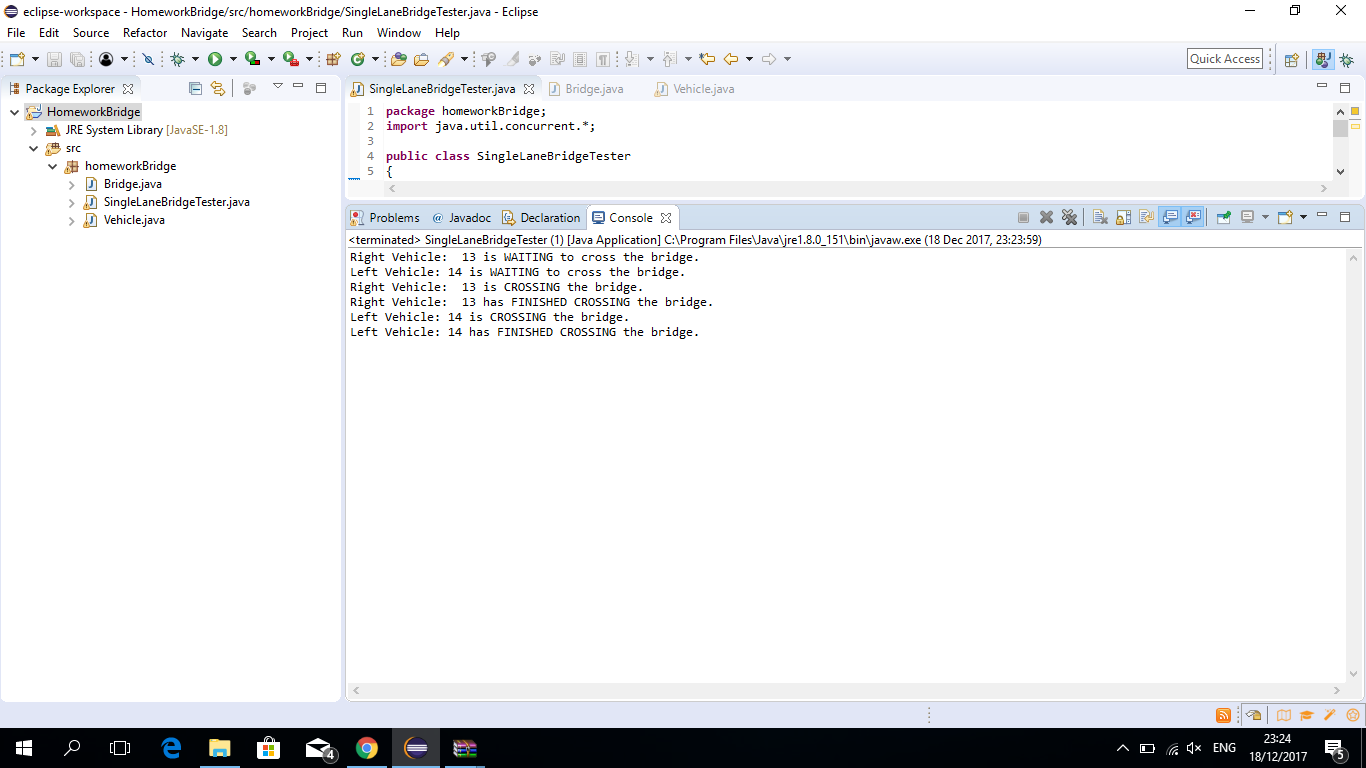 eclipse-workspace - HomeworkBridge/src/homeworkBridge/SingleLaneBridgeTester.java - Eclipse
File Edit Source Refactor Navigate Search Project Run Window Help
Quick Access
Package Explorer
HomeworkBridge
JRE System Library [JavaSE-1.8]
src
homeworkBridge
Bridge.java
SingleLaneBridgeTester.java
Vehicle.java
SingleLaneBridgeTester.java Bridge.java Vehicle.java
1 package homeworkBridge;
2 import java.util.concurrent.*;
3
4 public class SingleLaneBridgeTester
5 {
Problems @ Javadoc Declaration Console
<terminated> SingleLaneBridgeTester (1) [Java Application] C:\Program Files\Java\jre1.8.0_151\bin\javaw.exe (18 Dec 2017, 23:23:59)
Right Vehicle:  13 is WAITING to cross the bridge.
Left Vehicle: 14 is WAITING to cross the bridge.
Right Vehicle:  13 is CROSSING the bridge.
Right Vehicle:  13 has FINISHED CROSSING the bridge.
Left Vehicle: 14 is CROSSING the bridge.
Left Vehicle: 14 has FINISHED CROSSING the bridge.
4
ENG
23:24
18/12/2017
5